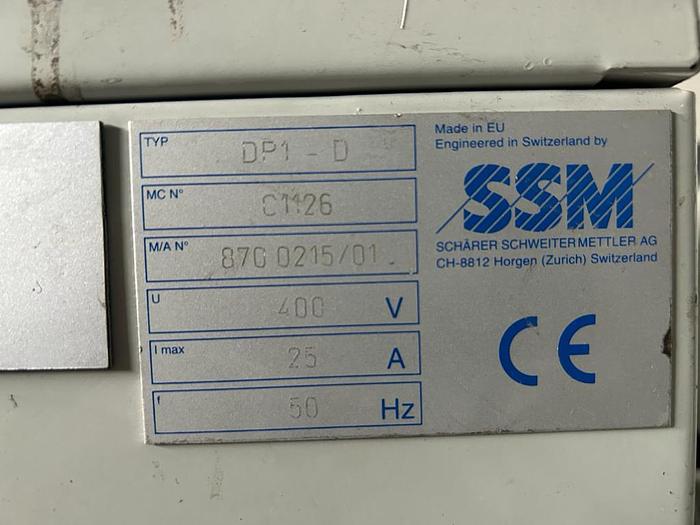 TYP DP1 - D
MC N° C1126
M/A N° 870 0215/01.
U 400 V
I max 25 A
f 50 Hz
Made in EU
Engineered in Switzerland by
SSM
SCHÄRER SCHWEITER METTLER AG
CH-8812 Horgen (Zurich) Switzerland
CE